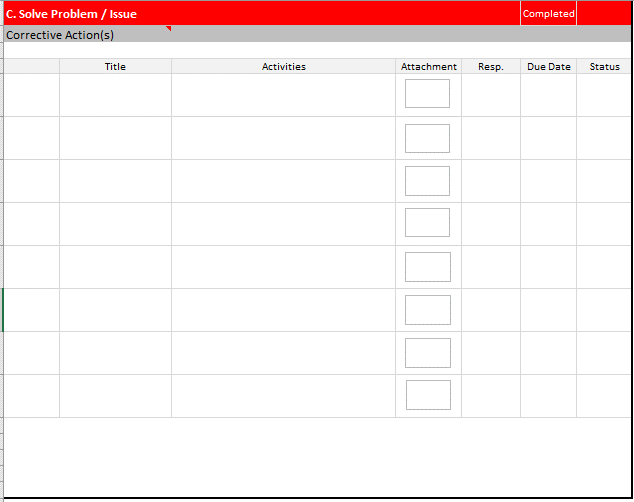 C. Solve Problem / Issue Completed
Corrective Action(s)
Title Activities Attachment Resp. Due Date Status